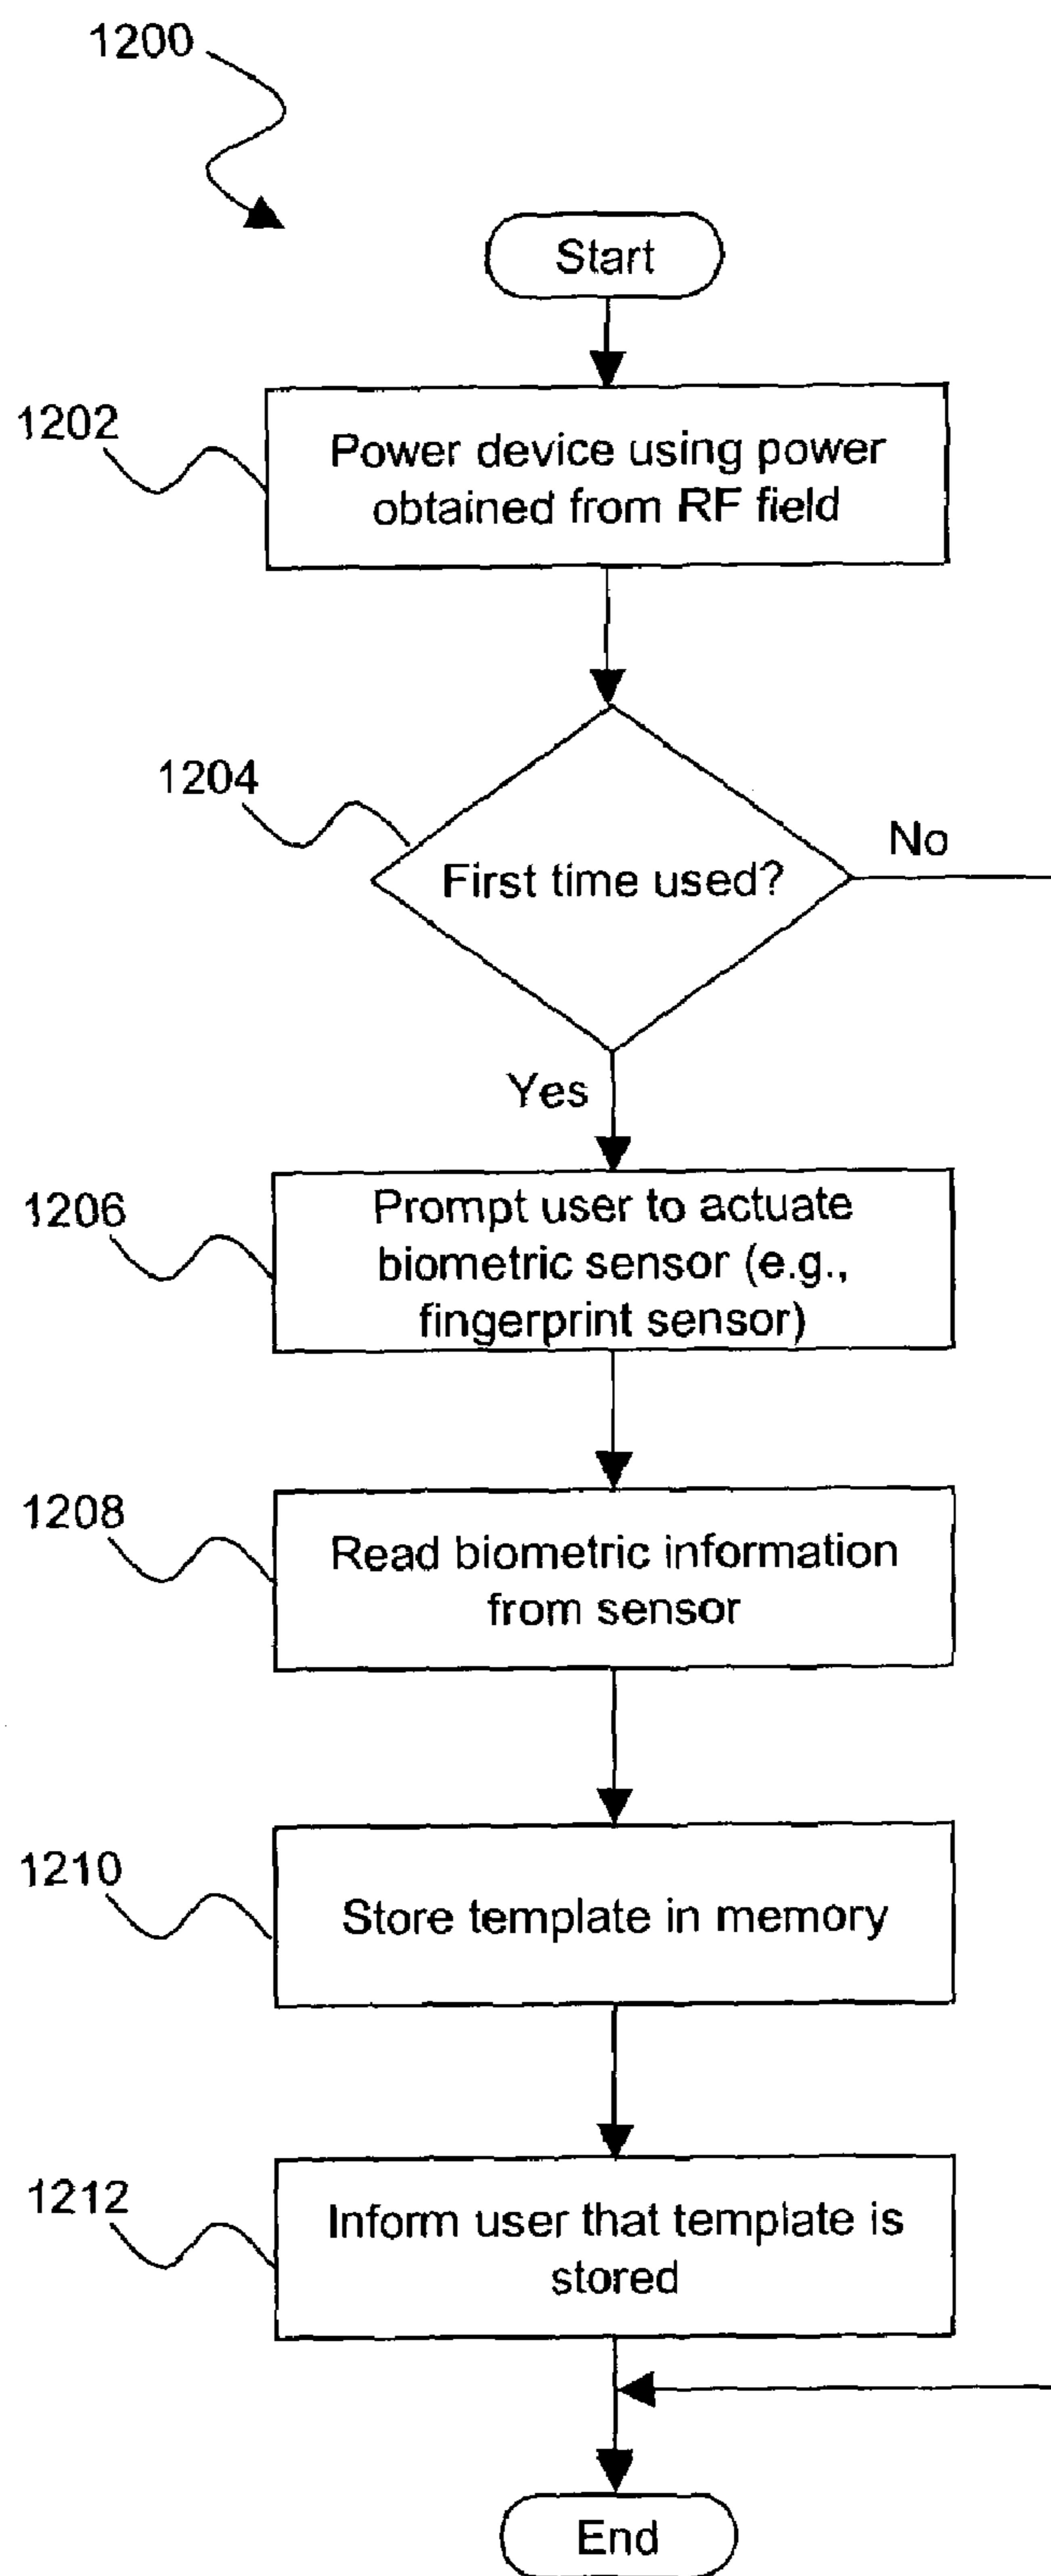 1200
Start
1202
Power device using power
obtained from RF field
1204
First time used?
No
Yes
1206
Prompt user to actuate
biometric sensor (e.g.,
fingerprint sensor)
1208
Read biometric information
from sensor
1210
Store template in memory
1212
Inform user that template is
stored
End